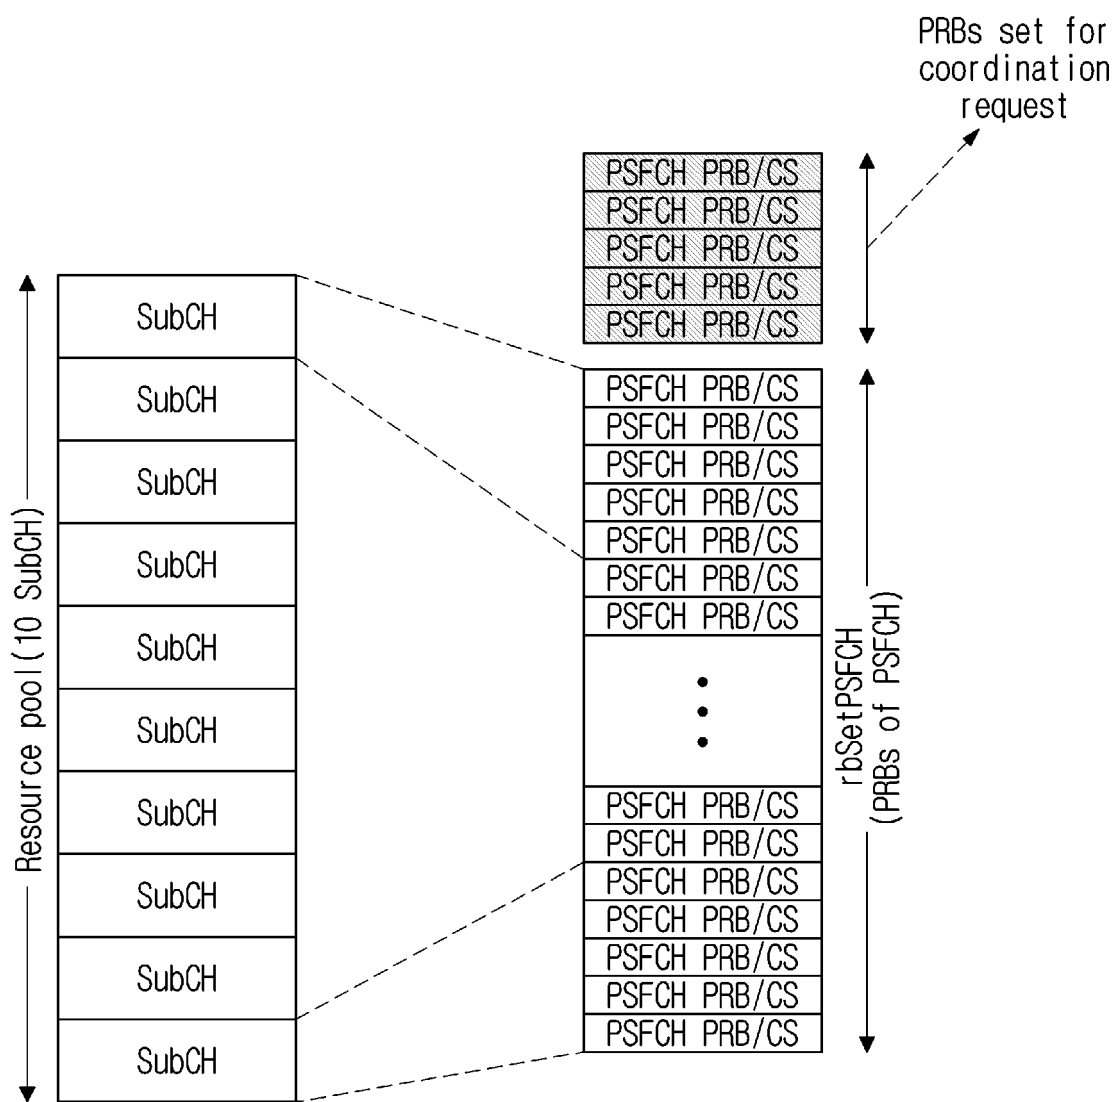 PRBs set for
coordination
request
PSFCH PRB/CS
PSFCH PRB/CS
PSFCH PRB/CS
PSFCH PRB/CS
PSFCH PRB/CS
Resource pool(10 SubCH)
SubCH
SubCH
SubCH
SubCH
SubCH
SubCH
SubCH
SubCH
SubCH
SubCH
PSFCH PRB/CS
PSFCH PRB/CS
PSFCH PRB/CS
PSFCH PRB/CS
PSFCH PRB/CS
PSFCH PRB/CS
PSFCH PRB/CS
PSFCH PRB/CS
PSFCH PRB/CS
PSFCH PRB/CS
PSFCH PRB/CS
PSFCH PRB/CS
PSFCH PRB/CS
PSFCH PRB/CS
rbSetPSFCH
(PRBs of PSFCH)